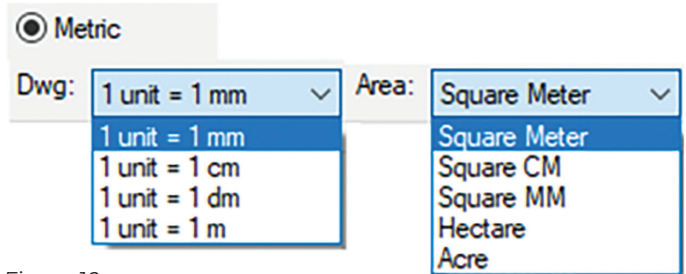 Metric
Dwg: 1 unit = 1 mm Area: Square Meter
1 unit = 1 mm Square Meter
1 unit = 1 cm Square CM
1 unit = 1 dm Square MM
1 unit = 1 m Hectare
Acre